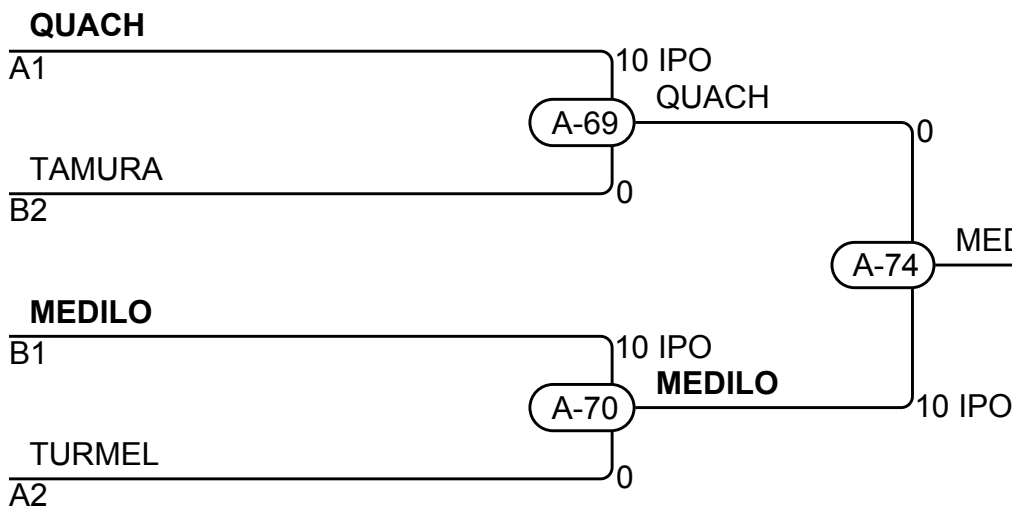 QUACH
A1
10 IPO
QUACH
A-69
0
TAMURA
B2
0
MED
A-74
MEDILO
B1
10 IPO
MEDILO
A-70
10 IPO
TURMEL
A2
0